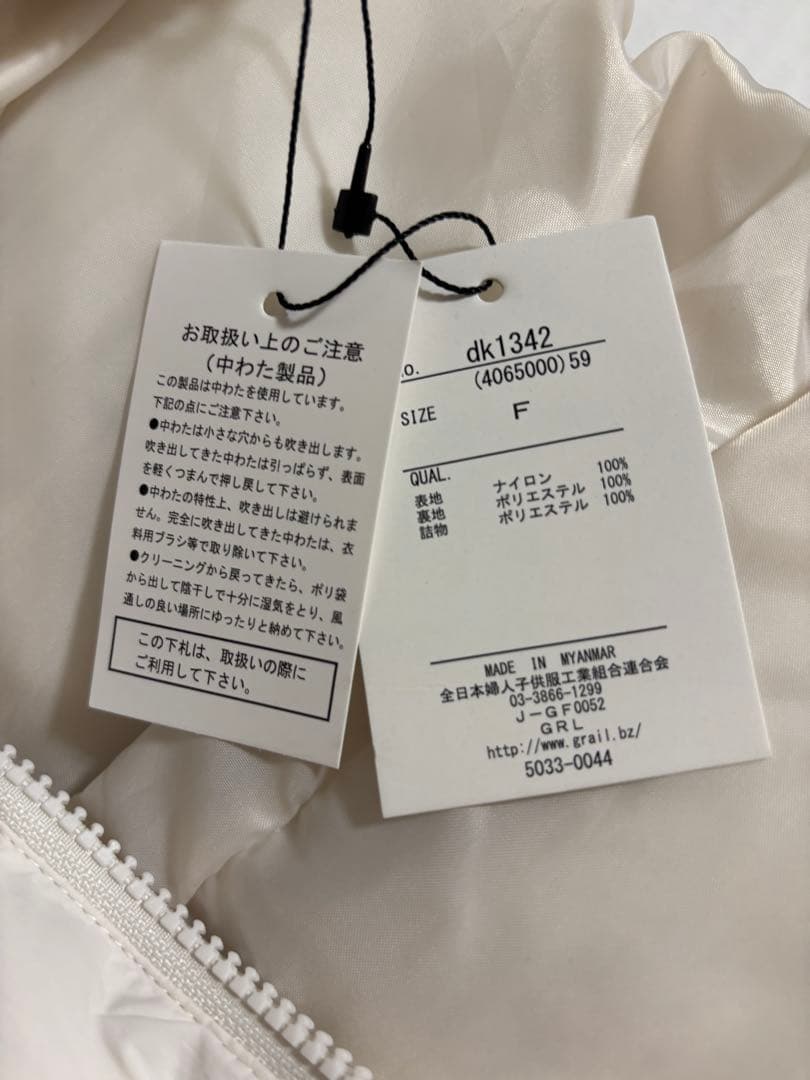 お取扱い上のご注意
（中わた製品）
この製品は中わたを使用しています。
下記の点にご注意下さい。
●中わたは小さな穴からも吹き出します。
吹き出してきた中わたは引っぱらず、表面
を軽くつまんで押し戻して下さい。
●中わたの特性上、吹き出しは避けられま
せん。完全に吹き出してきた中わたは、衣
料用ブラシ等で取り除いて下さい。
●クリーニングから戻ってきたら、ポリ袋
から出して陰干しで十分に湿気をとり、風
通しの良い場所にゆったりと納めて下さい。
この下札は、取扱いの際に
ご利用して下さい。
o. dk1342
(4065000)59
SIZE F
QUAL.
表地 ナイロン 100%
裏地 ポリエステル 100%
詰物 ポリエステル 100%
MADE IN MYANMAR
全日本婦人子供服工業組合連合会
03-3866-1299
J-GF0052
GRL
http://www.grail.bz/
5033-0044